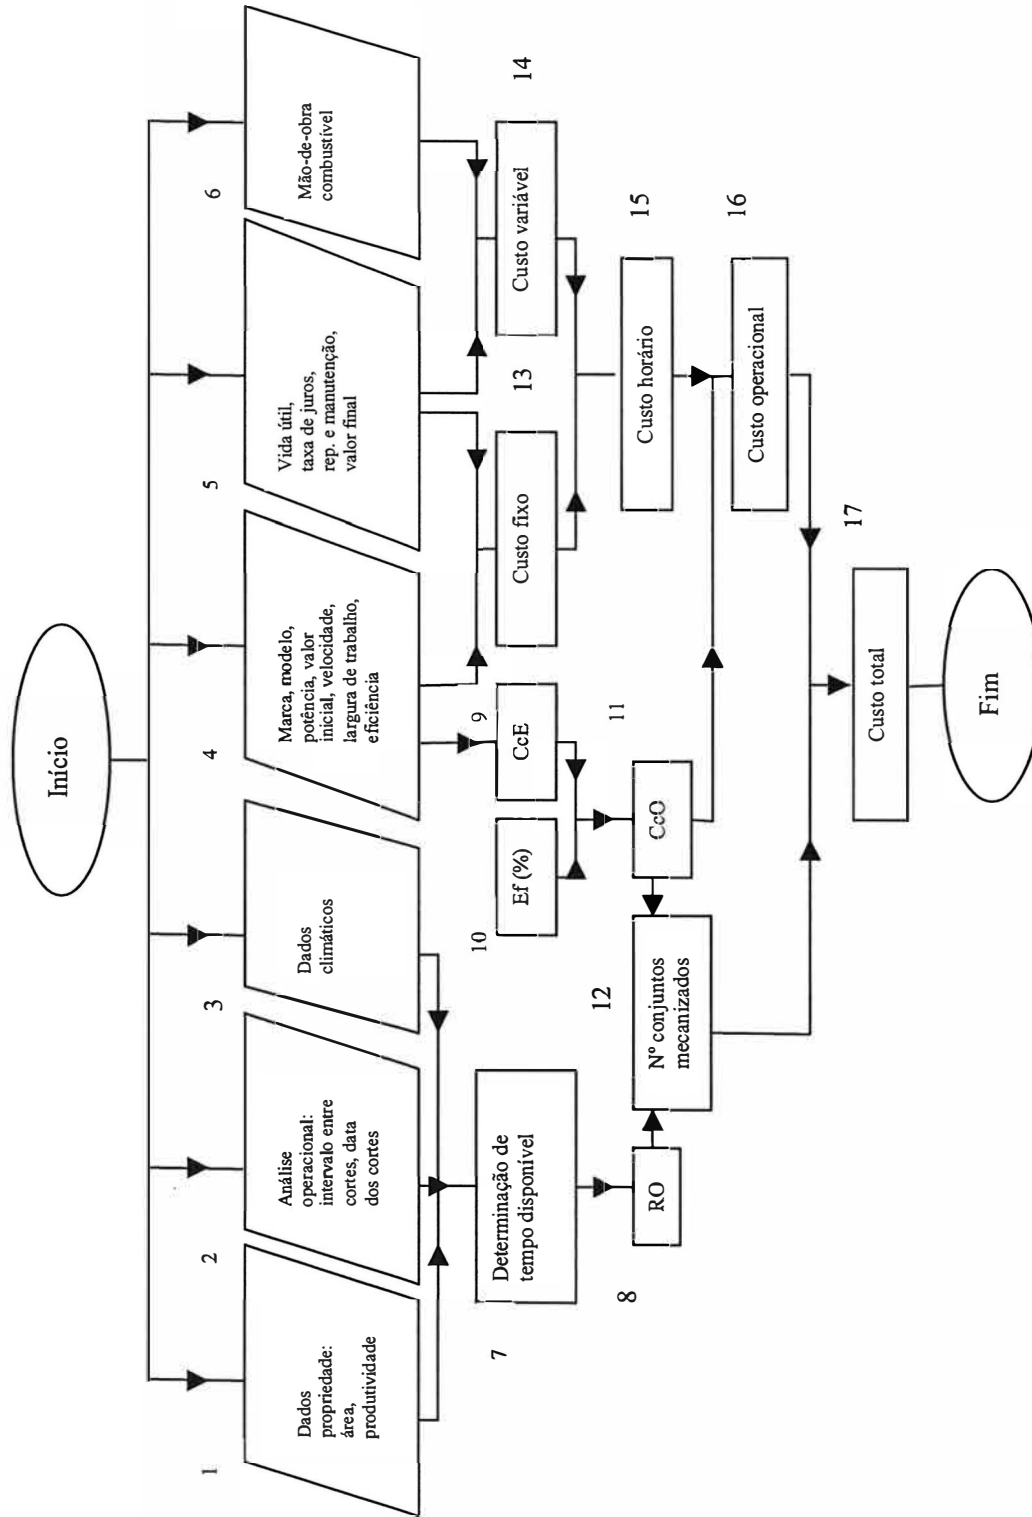 Início
1
Dados
propriedade:
área,
produtividade
2
Análise
operacional:
intervalo entre
cortes, data
dos cortes
3
Dados
climáticos
4
Marca, modelo,
potência, valor
inicial, velocidade,
largura de trabalho,
eficiência
5
Vida útil,
taxa de juros,
rep. e manutenção,
valor final
6
Mão-de-obra
combustível
7
Determinação de
tempo disponível
8
RO
9
CcE
10
Ef (%)
11
CcO
12
Nº conjuntos
mecanizados
13
Custo fixo
14
Custo variável
15
Custo horário
16
Custo operacional
17
Custo total
Fim